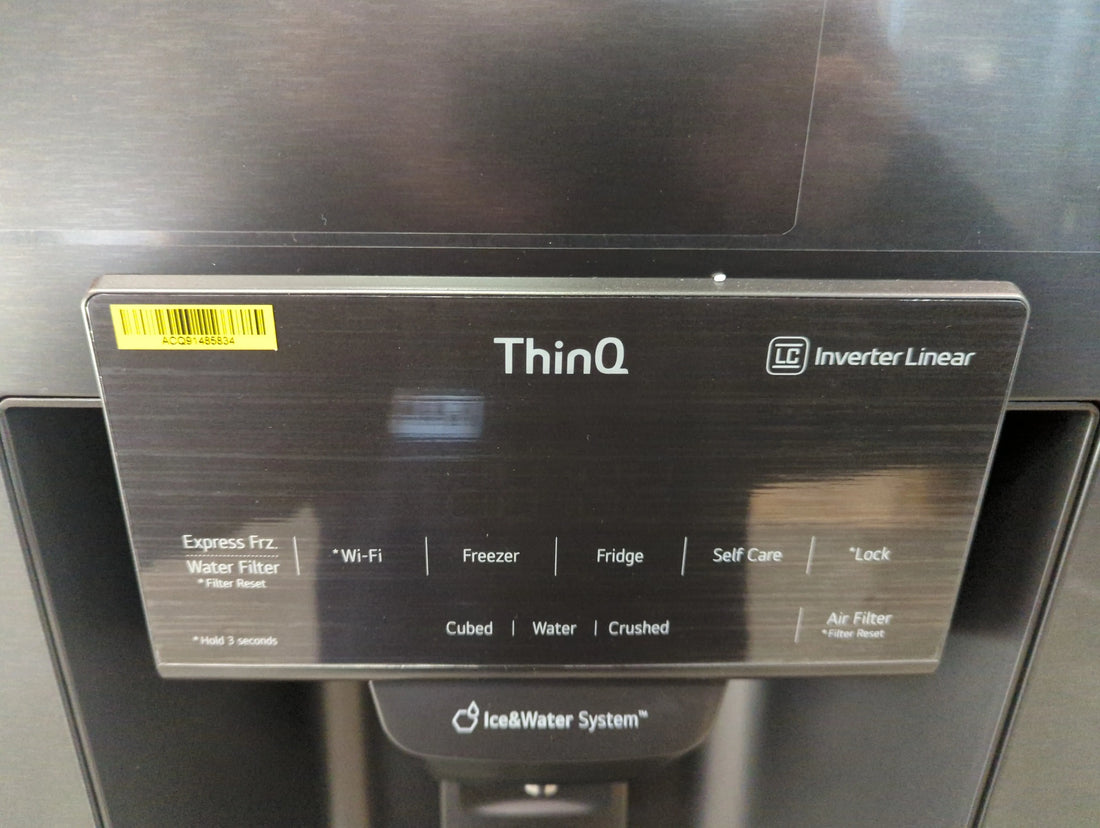 ACQ91485834
ThinQ
LC Inverter Linear
Express Frz.
Water Filter
*Filter Reset
*Wi-Fi
Freezer
Fridge
Self Care
*Lock
Cubed | Water | Crushed
Air Filter
*Filter Reset
*Hold 3 seconds
Ice&Water System™